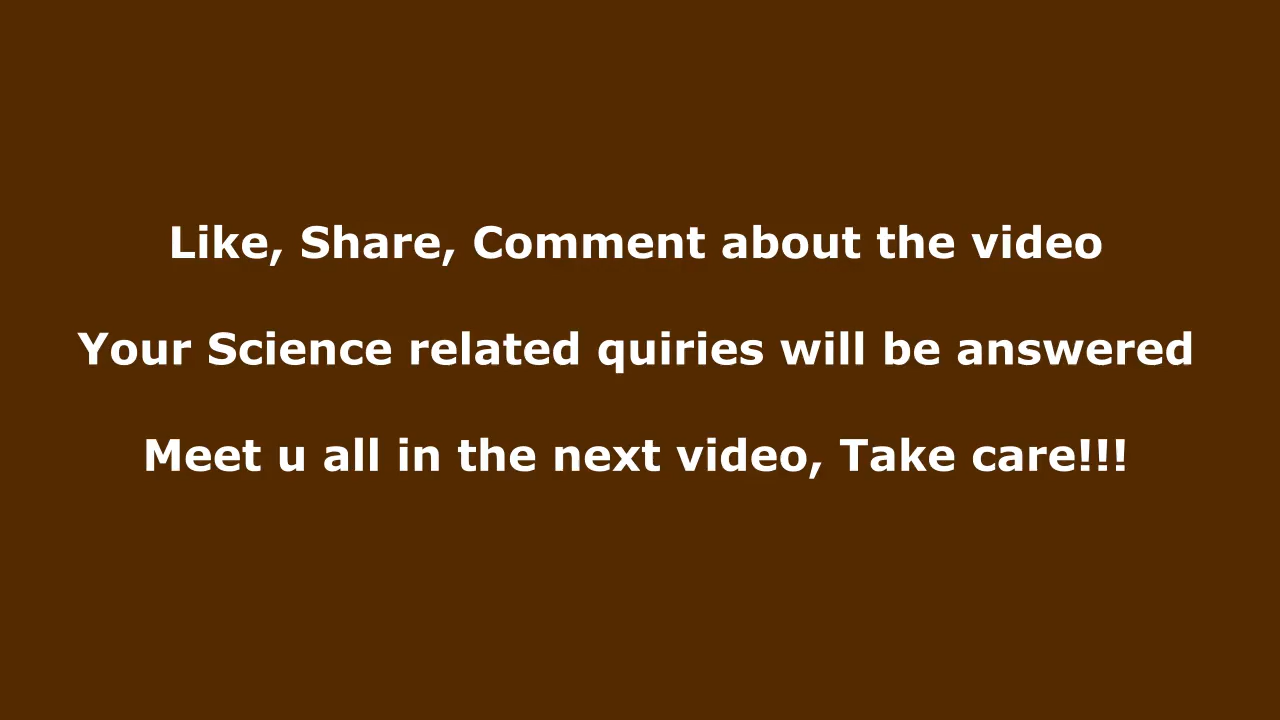 Like, Share, Comment about the video
Your Science related quiries will be answered
Meet u all in the next video, Take care!!!